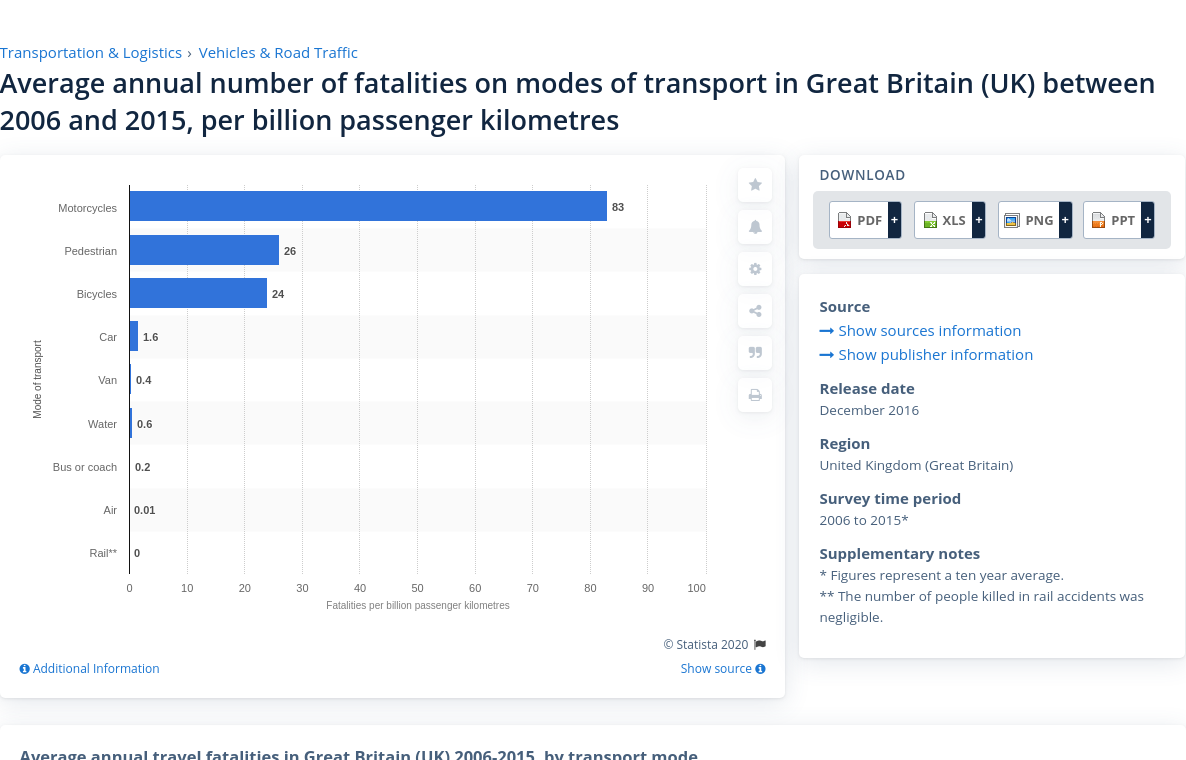 Transportation & Logistics › Vehicles & Road Traffic
Average annual number of fatalities on modes of transport in Great Britain (UK) between
2006 and 2015, per billion passenger kilometres
Mode of transport
Motorcycles 83
Pedestrian 26
Bicycles 24
Car 1.6
Van 0.4
Water 0.6
Bus or coach 0.2
Air 0.01
Rail** 0
0 10 20 30 40 50 60 70 80 90 100
Fatalities per billion passenger kilometres
© Statista 2020
Additional Information
Show source
DOWNLOAD
PDF + XLS + PNG + PPT +
Source
Show sources information
Show publisher information
Release date
December 2016
Region
United Kingdom (Great Britain)
Survey time period
2006 to 2015*
Supplementary notes
* Figures represent a ten year average.
** The number of people killed in rail accidents was
negligible.
Average annual travel fatalities in Great Britain (UK) 2006-2015, by transport mode